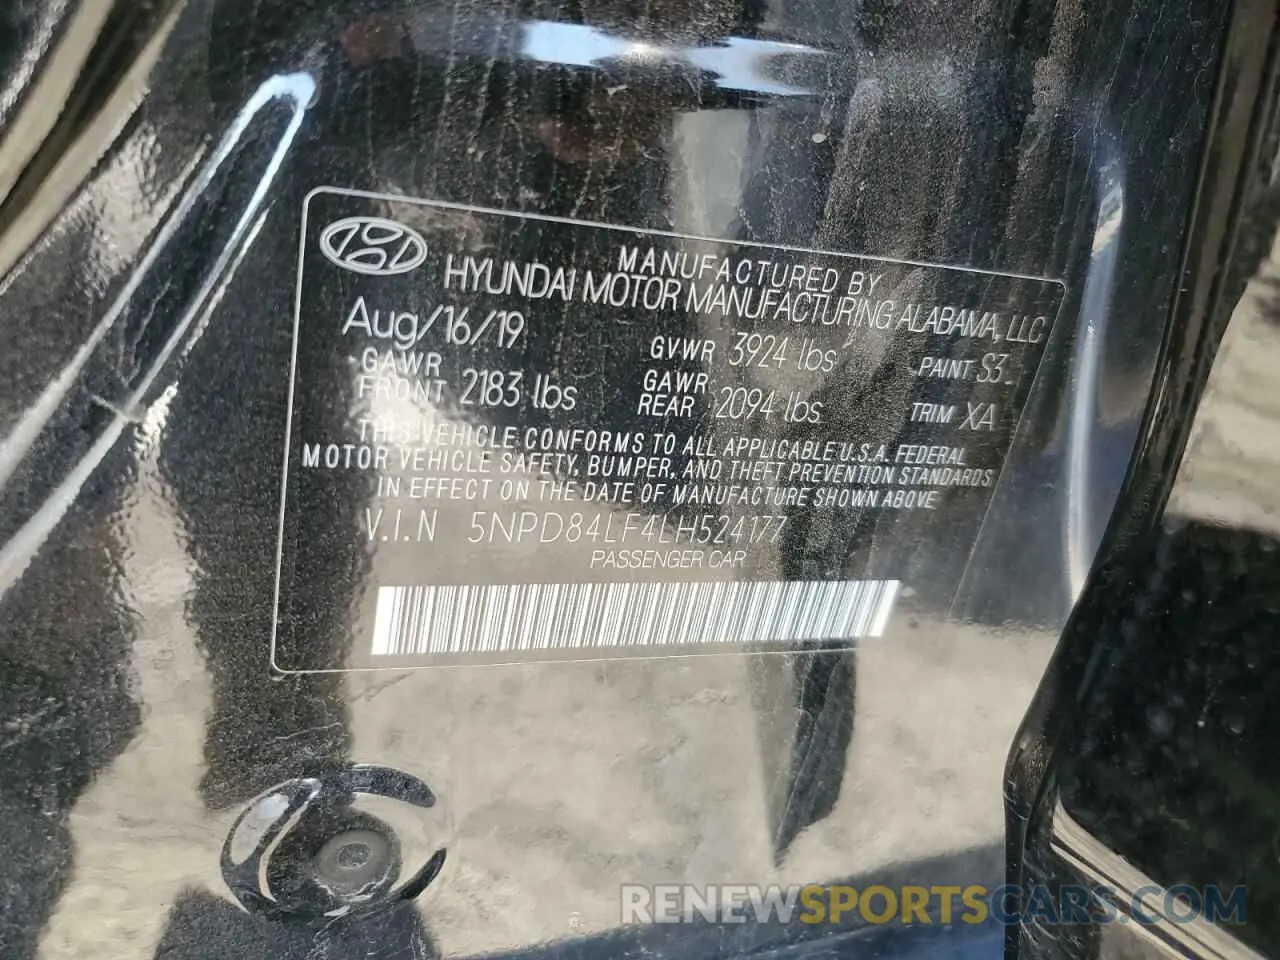 MANUFACTURED BY
HYUNDAI MOTOR MANUFACTURING ALABAMA, LLC
Aug/16/19 GVWR 3924 lbs PAINT S3
GAWR FRONT 2183 lbs GAWR REAR 2094 lbs TRIM XA
THIS VEHICLE CONFORMS TO ALL APPLICABLE U.S.A. FEDERAL
MOTOR VEHICLE SAFETY, BUMPER, AND THEFT PREVENTION STANDARDS
IN EFFECT ON THE DATE OF MANUFACTURE SHOWN ABOVE
V.I.N 5NPD84LF4LH524177
PASSENGER CAR
RENEWSPORTSCARS.COM